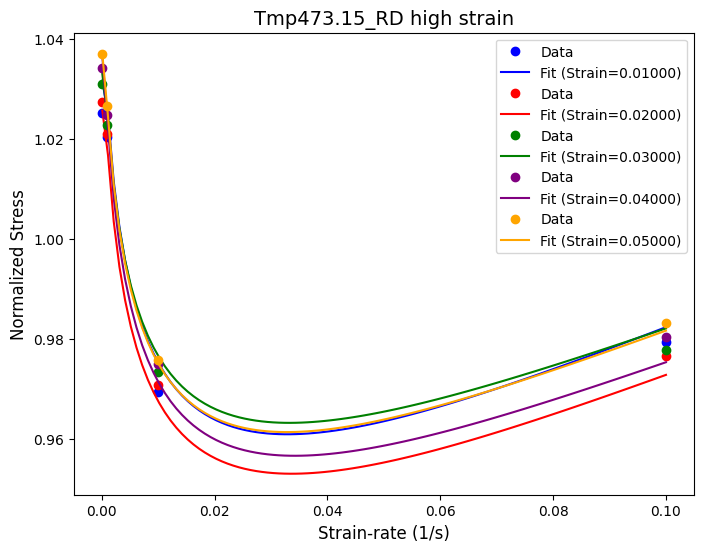 Tmp473.15_RD high strain
Normalized Stress
1.04
1.02
1.00
0.98
0.96
Data
Fit (Strain=0.01000)
Data
Fit (Strain=0.02000)
Data
Fit (Strain=0.03000)
Data
Fit (Strain=0.04000)
Data
Fit (Strain=0.05000)
0.00 0.02 0.04 0.06 0.08 0.10
Strain-rate (1/s)